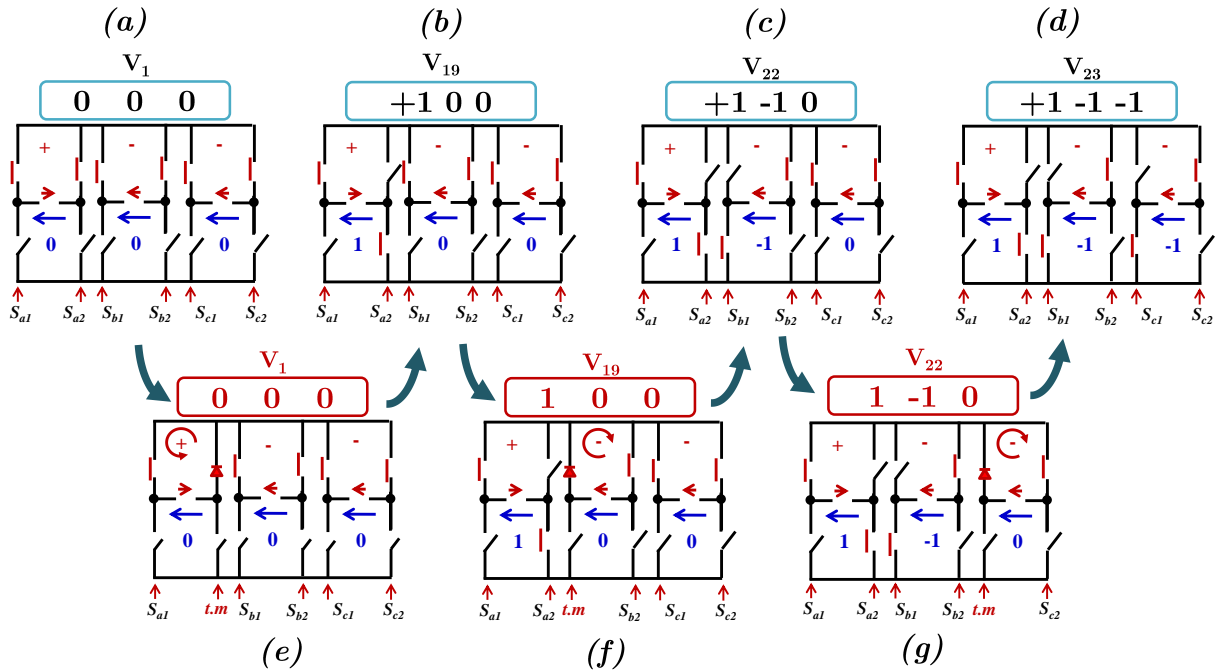 (a) (b) (c) (d)
V1 V19 V22 V23
0 0 0 +1 0 0 +1 -1 0 +1 -1 -1
+ - - + - - + - - + - -
0 0 0 1 0 0 1 -1 0 1 -1 -1
Sa1 Sa2 Sb1 Sb2 Sc1 Sc2 Sa1 Sa2 Sb1 Sb2 Sc1 Sc2 Sa1 Sa2 Sb1 Sb2 Sc1 Sc2 Sa1 Sa2 Sb1 Sb2 Sc1 Sc2
V1 V19 V22
0 0 0 1 0 0 1 -1 0
+ - - + - - + - -
0 0 0 1 0 0 1 -1 0
Sa1 t.m Sb1 Sb2 Sc1 Sc2 Sa1 Sa2 t.m Sb2 Sc1 Sc2 Sa1 Sa2 Sb1 Sb2 t.m Sc2
(e) (f) (g)